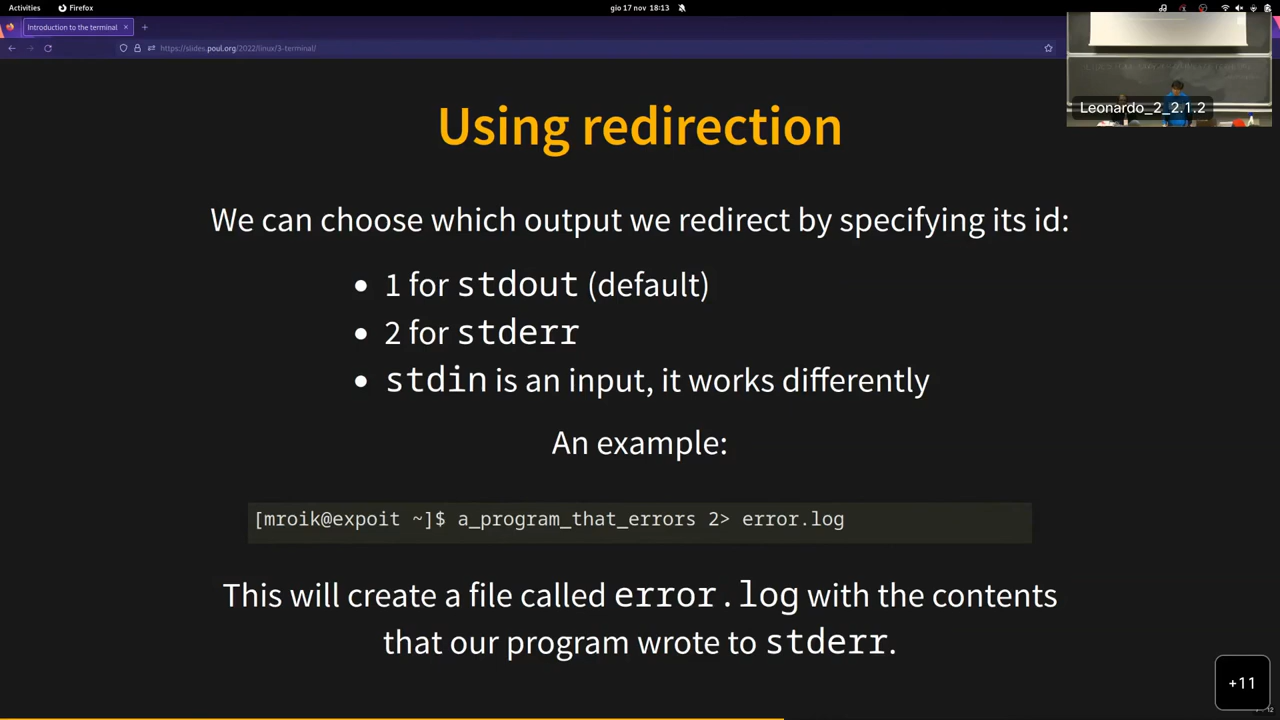 Activities
Firefox
gio 17 nov 18:13
Introduction to the terminal
https://slides.poul.org/2022/linux/3-terminal/
Leonardo_2_2.1.2
Using redirection
We can choose which output we redirect by specifying its id:
• 1 for stdout (default)
• 2 for stderr
• stdin is an input, it works differently
An example:
[mroik@expoit ~]$ a_program_that_errors 2> error.log
This will create a file called error.log with the contents
that our program wrote to stderr.
+11